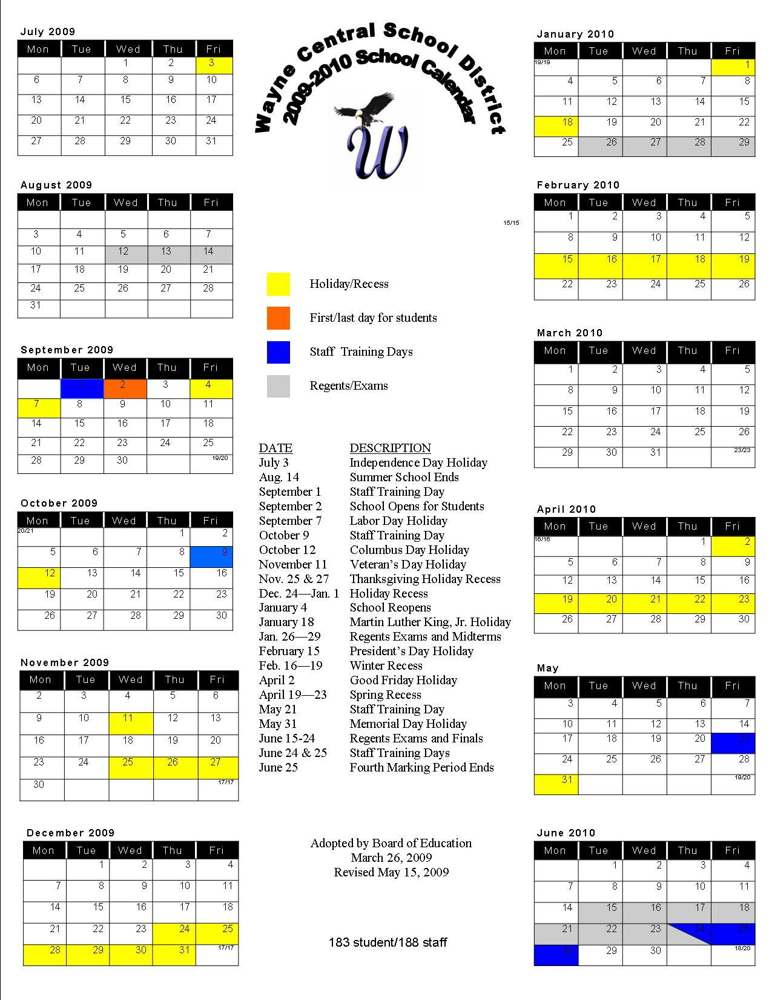 Wayne Central School District
2009-2010 School Calendar
W
July 2009
Mon Tue Wed Thu Fri
1 2 3
6 7 8 9 10
13 14 15 16 17
20 21 22 23 24
27 28 29 30 31
August 2009
Mon Tue Wed Thu Fri
3 4 5 6 7
10 11 12 13 14
17 18 19 20 21
24 25 26 27 28
31
September 2009
Mon Tue Wed Thu Fri
1 2 3 4
7 8 9 10 11
14 15 16 17 18
21 22 23 24 25
28 29 30 19/20
October 2009
Mon Tue Wed Thu Fri
20/21 1 2
5 6 7 8 9
12 13 14 15 16
19 20 21 22 23
26 27 28 29 30
November 2009
Mon Tue Wed Thu Fri
2 3 4 5 6
9 10 11 12 13
16 17 18 19 20
23 24 25 26 27
30 17/17
December 2009
Mon Tue Wed Thu Fri
1 2 3 4
7 8 9 10 11
14 15 16 17 18
21 22 23 24 25
28 29 30 31 17/17
15/15
Holiday/Recess
First/last day for students
Staff Training Days
Regents/Exams
DATE DESCRIPTION
July 3 Independence Day Holiday
Aug. 14 Summer School Ends
September 1 Staff Training Day
September 2 School Opens for Students
September 7 Labor Day Holiday
October 9 Staff Training Day
October 12 Columbus Day Holiday
November 11 Veteran's Day Holiday
Nov. 25 & 27 Thanksgiving Holiday Recess
Dec. 24—Jan. 1 Holiday Recess
January 4 School Reopens
January 18 Martin Luther King, Jr. Holiday
Jan. 26—29 Regents Exams and Midterms
February 15 President's Day Holiday
Feb. 16—19 Winter Recess
April 2 Good Friday Holiday
April 19—23 Spring Recess
May 21 Staff Training Day
May 31 Memorial Day Holiday
June 15-24 Regents Exams and Finals
June 24 & 25 Staff Training Days
June 25 Fourth Marking Period Ends
Adopted by Board of Education
March 26, 2009
Revised May 15, 2009
183 student/188 staff
January 2010
Mon Tue Wed Thu Fri
19/19 1
4 5 6 7 8
11 12 13 14 15
18 19 20 21 22
25 26 27 28 29
February 2010
Mon Tue Wed Thu Fri
1 2 3 4 5
8 9 10 11 12
15 16 17 18 19
22 23 24 25 26
March 2010
Mon Tue Wed Thu Fri
1 2 3 4 5
8 9 10 11 12
15 16 17 18 19
22 23 24 25 26
29 30 31 23/23
April 2010
Mon Tue Wed Thu Fri
16/16 1 2
5 6 7 8 9
12 13 14 15 16
19 20 21 22 23
26 27 28 29 30
May
Mon Tue Wed Thu Fri
3 4 5 6 7
10 11 12 13 14
17 18 19 20 21
24 25 26 27 28
31 19/20
June 2010
Mon Tue Wed Thu Fri
1 2 3 4
7 8 9 10 11
14 15 16 17 18
21 22 23 24 25
28 29 30 18/20